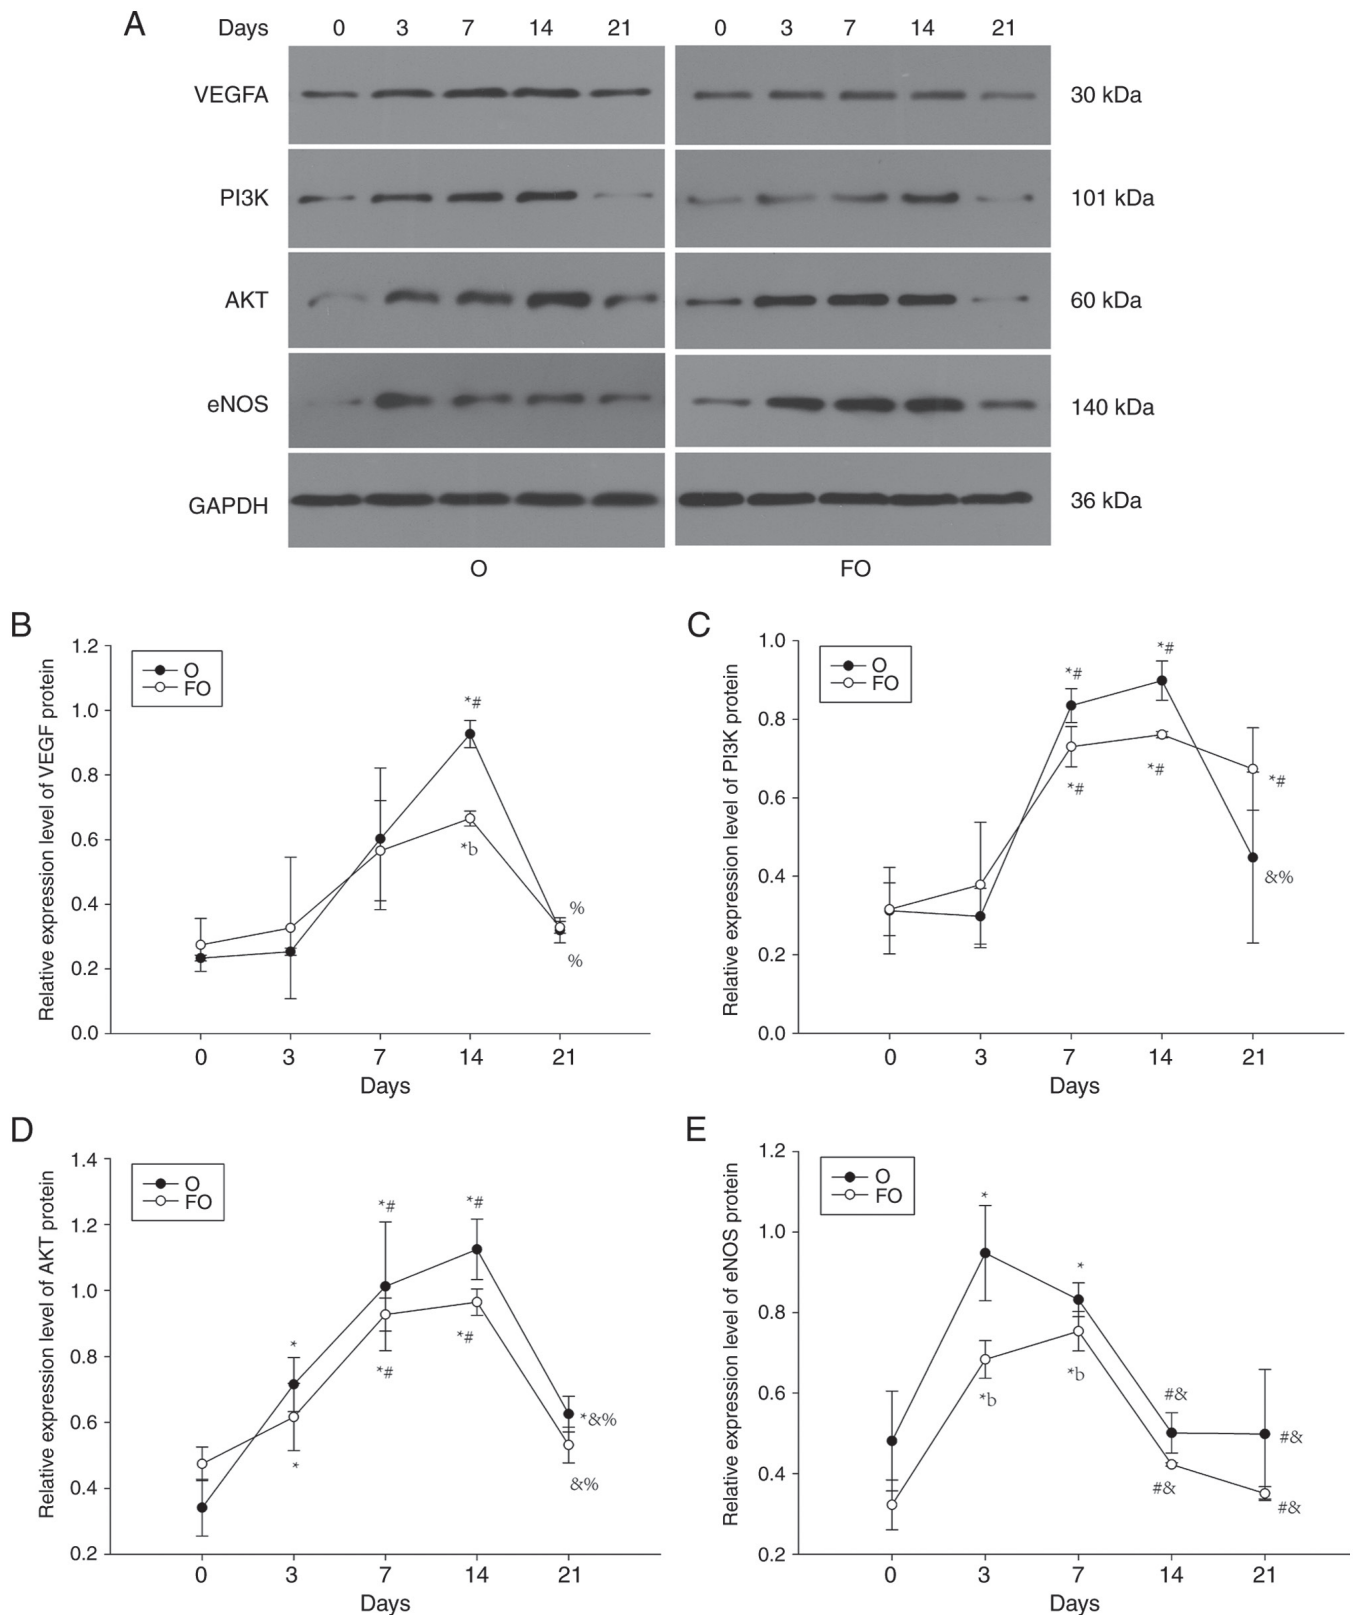 A
Days 0 3 7 14 21 0 3 7 14 21
VEGFA 30 kDa
PI3K 101 kDa
AKT 60 kDa
eNOS 140 kDa
GAPDH 36 kDa
O FO
B
Relative expression level of VEGF protein
1.2
1.0
0.8
0.6
0.4
0.2
0.0
O
FO
*#
*b
%
%
0 3 7 14 21
Days
C
Relative expression level of PI3K protein
1.0
0.8
0.6
0.4
0.2
0.0
O
FO
*#
*#
*#
*#
*#
&%
0 3 7 14 21
Days
D
Relative expression level of AKT protein
1.4
1.2
1.0
0.8
0.6
0.4
0.2
O
FO
*#
*#
*
*#
*#
*
*&%
&%
0 3 7 14 21
Days
E
Relative expression level of eNOS protein
1.2
1.0
0.8
0.6
0.4
0.2
O
FO
*
*
*b
*b
#&
#&
#&
#&
0 3 7 14 21
Days